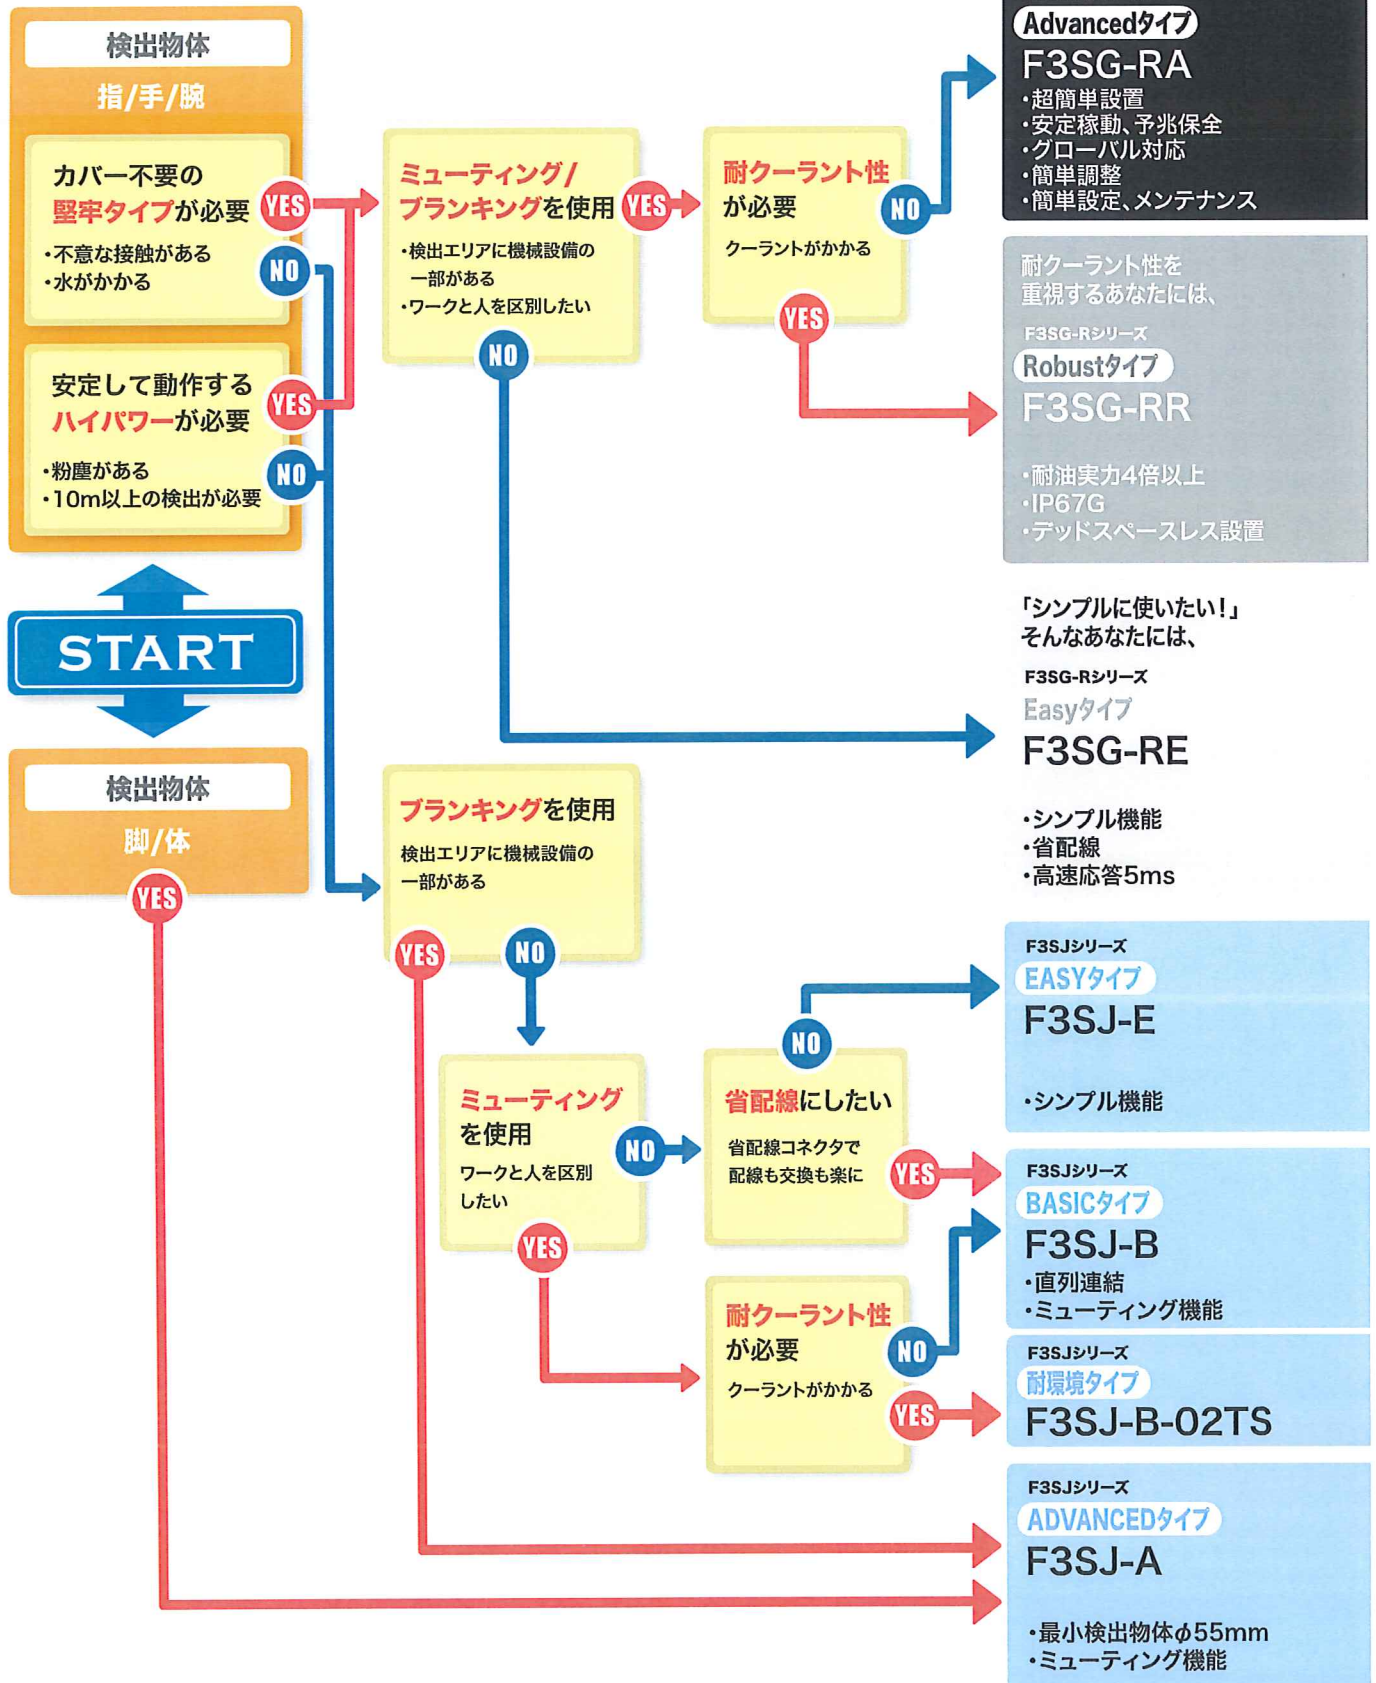 検出物体
指/手/腕
カバー不要の
堅牢タイプが必要
YES
・不意な接触がある
・水がかかる
NO
安定して動作する
ハイパワーが必要
YES
・粉塵がある
・10m以上の検出が必要
NO
START
検出物体
脚/体
YES
ミューティング/
ブランキングを使用
YES
・検出エリアに機械設備の
一部がある
・ワークと人を区別したい
NO
耐クーラント性
が必要
NO
クーラントがかかる
YES
ブランキングを使用
検出エリアに機械設備の
一部がある
YES
NO
ミューティング
を使用
NO
ワークと人を区別
したい
YES
NO
省配線にしたい
省配線コネクタで
配線も交換も楽に
YES
耐クーラント性
が必要
NO
クーラントがかかる
YES
Advancedタイプ
F3SG-RA
・超簡単設置
・安定稼動、予兆保全
・グローバル対応
・簡単調整
・簡単設定、メンテナンス
耐クーラント性を
重視するあなたには、
F3SG-Rシリーズ
Robustタイプ
F3SG-RR
・耐油実力4倍以上
・IP67G
・デッドスペースレス設置
「シンプルに使いたい!」
そんなあなたには、
F3SG-Rシリーズ
Easyタイプ
F3SG-RE
・シンプル機能
・省配線
・高速応答5ms
F3SJシリーズ
EASYタイプ
F3SJ-E
・シンプル機能
F3SJシリーズ
BASICタイプ
F3SJ-B
・直列連結
・ミューティング機能
F3SJシリーズ
耐環境タイプ
F3SJ-B-02TS
F3SJシリーズ
ADVANCEDタイプ
F3SJ-A
・最小検出物体φ55mm
・ミューティング機能